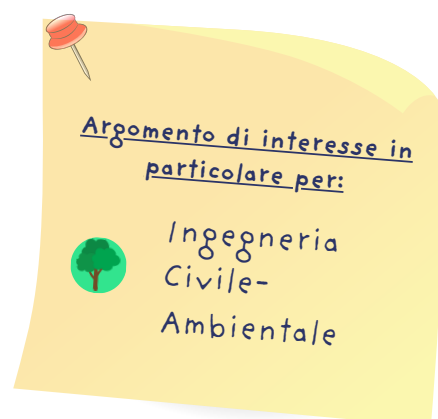 Argomento di interesse in
particolare per:
Ingegneria
Civile-
Ambientale